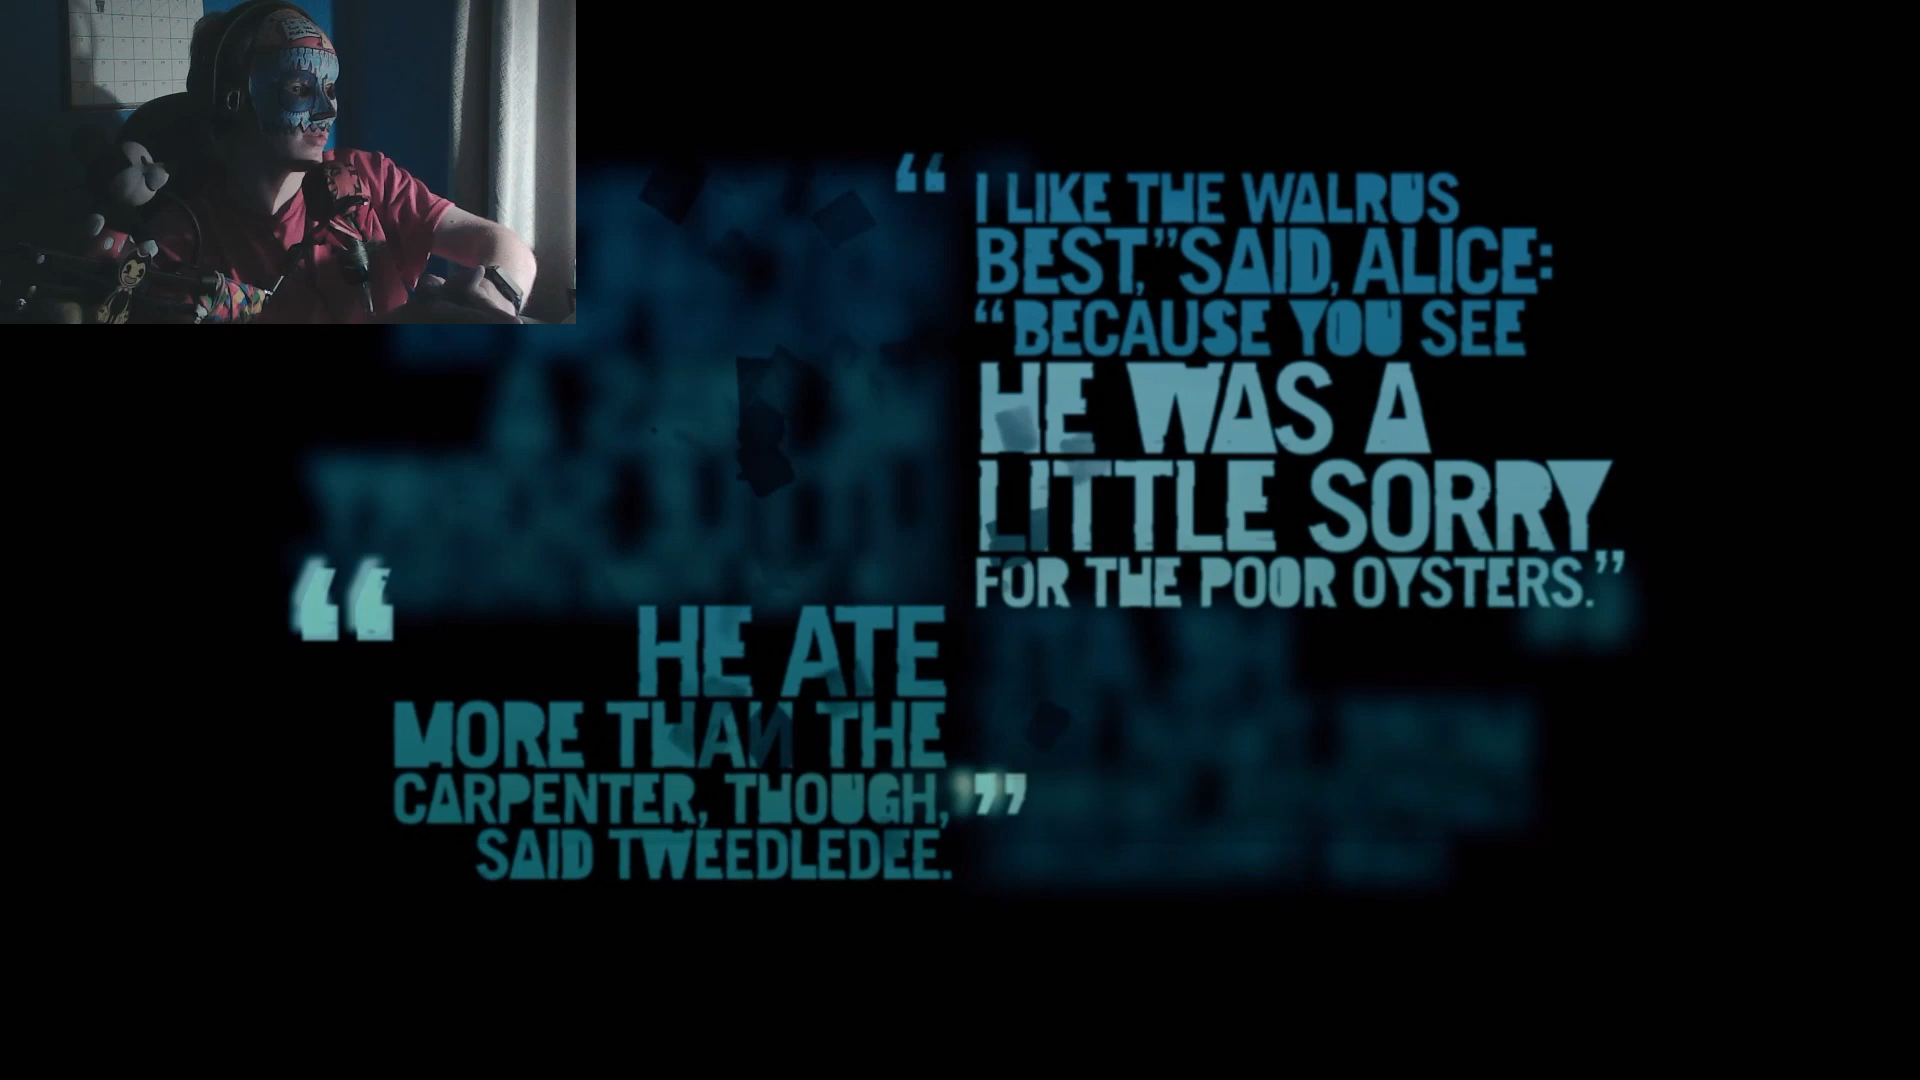 “ I LIKE THE WALRUS
BEST,”SAID, ALICE:
“BECAUSE YOU SEE
HE WAS A
LITTLE SORRY
FOR THE POOR OYSTERS.”
“ HE ATE
MORE THAN THE
CARPENTER, THOUGH, ”
SAID TWEEDLEDEE.